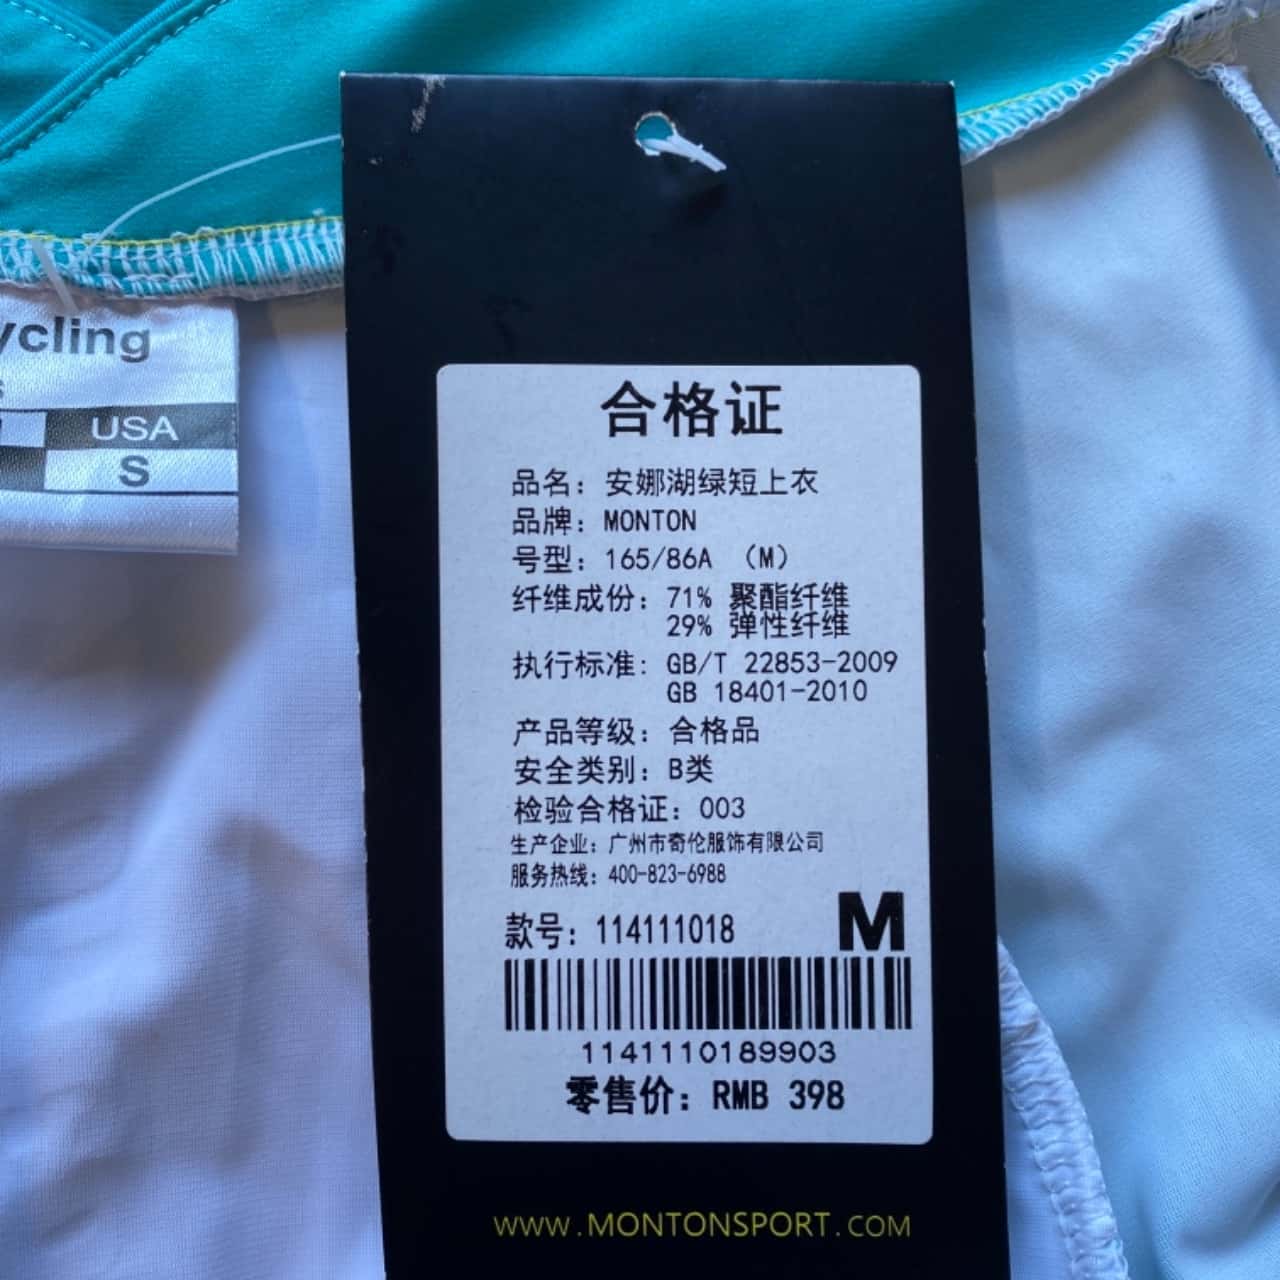 ycling
USA
S
合格证
品名：安娜湖绿短上衣
品牌：MONTON
号型：165/86A （M）
纤维成份：71% 聚酯纤维
29% 弹性纤维
执行标准：GB/T 22853-2009
GB 18401-2010
产品等级：合格品
安全类别：B类
检验合格证：003
生产企业：广州市奇伦服饰有限公司
服务热线：400-823-6988
款号：114111018 M
1141110189903
零售价：RMB 398
WWW.MONTONSPORT.COM